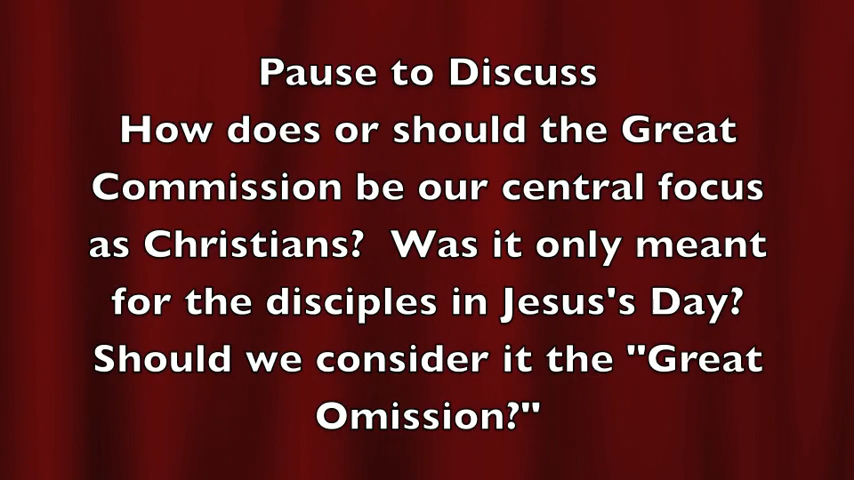 Pause to Discuss
How does or should the Great
Commission be our central focus
as Christians?  Was it only meant
for the disciples in Jesus's Day?
Should we consider it the "Great
Omission?"